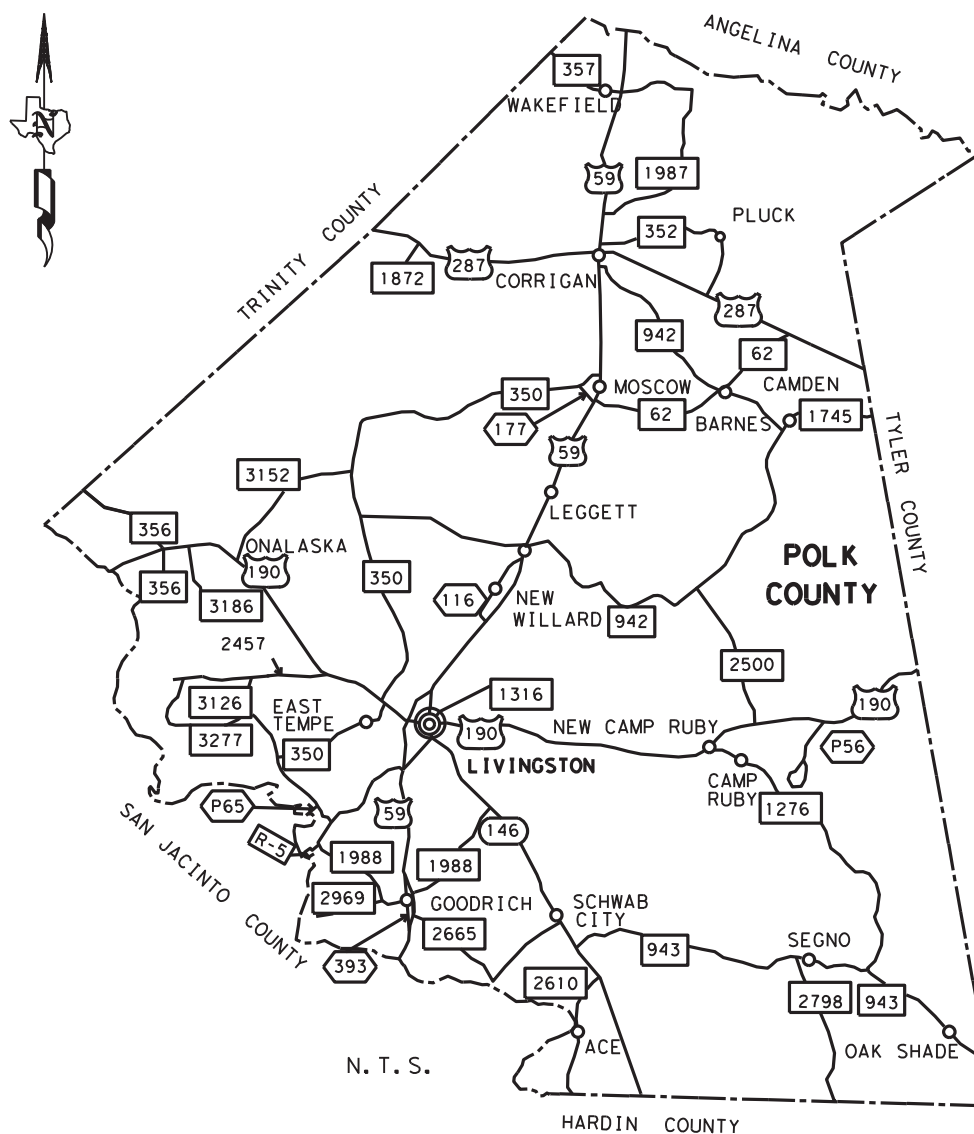 ANGELINA COUNTY
357
WAKEFIELD
N
59
1987
PLUCK
352
TRINITY COUNTY
287
1872
CORRIGAN
287
942
62
350
MOSCOW
CAMDEN
177
62
BARNES
1745
59
TYLER COUNTY
3152
LEGGETT
356
ONALASKA
POLK
COUNTY
190
350
356
116
NEW
WILLARD
3186
942
2457
2500
1316
3126
EAST
TEMPE
190
NEW CAMP RUBY
190
3277
350
P56
LIVINGSTON
CAMP
RUBY
P65
59
1276
SAN JACINTO COUNTY
146
R-5
1988
1988
2969
GOODRICH
SCHWAB
CITY
2665
943
SEGNO
393
2610
2798
943
ACE
OAK SHADE
N.T.S.
HARDIN COUNTY